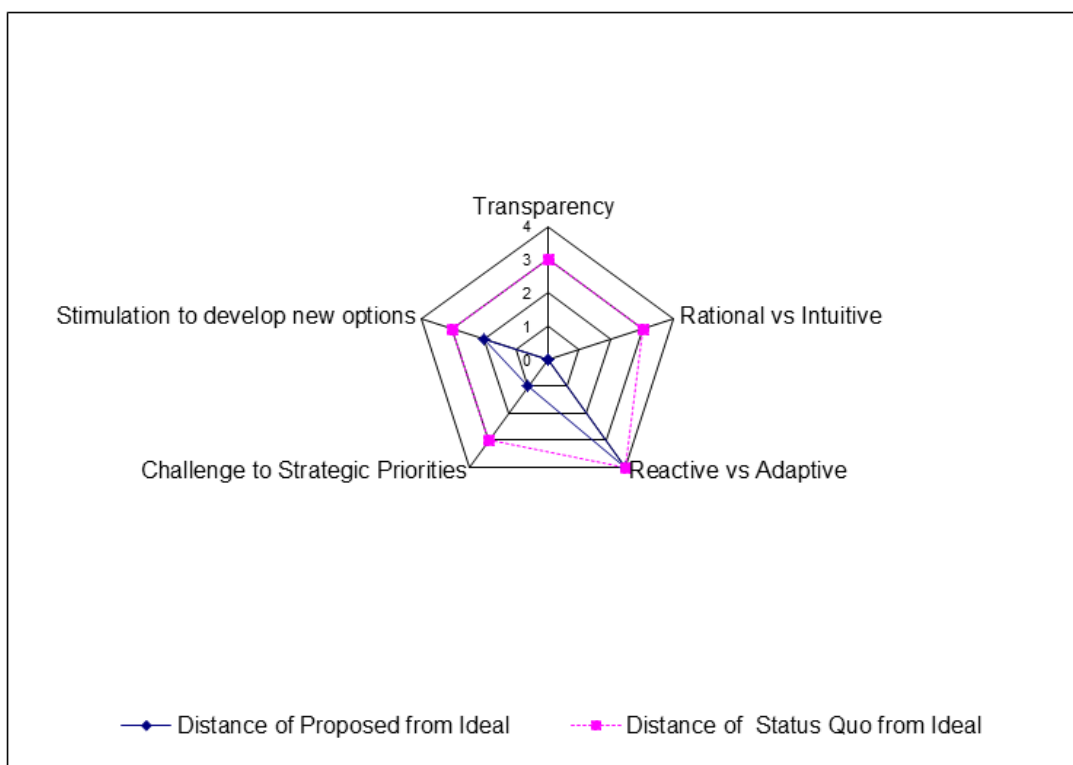 Transparency
4
3
2
1
0
Stimulation to develop new options
Rational vs Intuitive
Challenge to Strategic Priorities
Reactive vs Adaptive
Distance of Proposed from Ideal
Distance of Status Quo from Ideal